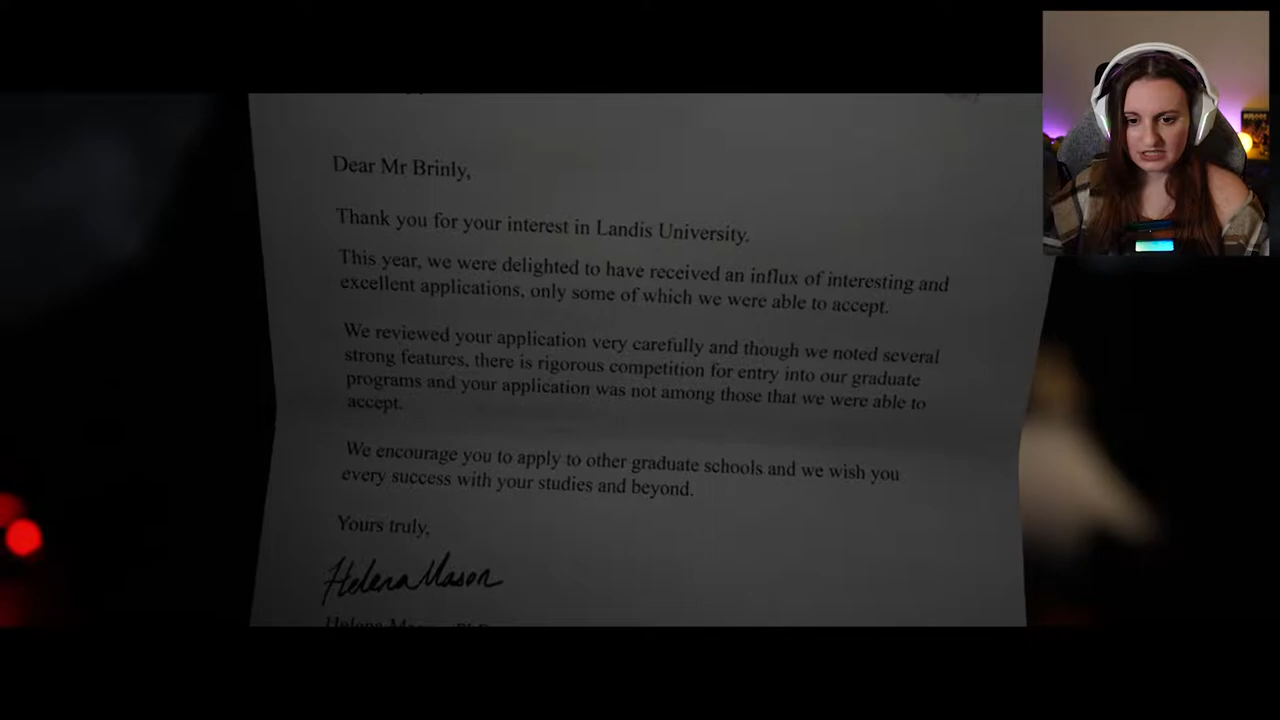 Dear Mr Brinly,
Thank you for your interest in Landis University.
This year, we were delighted to have received an influx of interesting and
excellent applications, only some of which we were able to accept.
We reviewed your application very carefully and though we noted several
strong features, there is rigorous competition for entry into our graduate
programs and your application was not among those that we were able to
accept.
We encourage you to apply to other graduate schools and we wish you
every success with your studies and beyond.
Yours truly,
Helena Mason